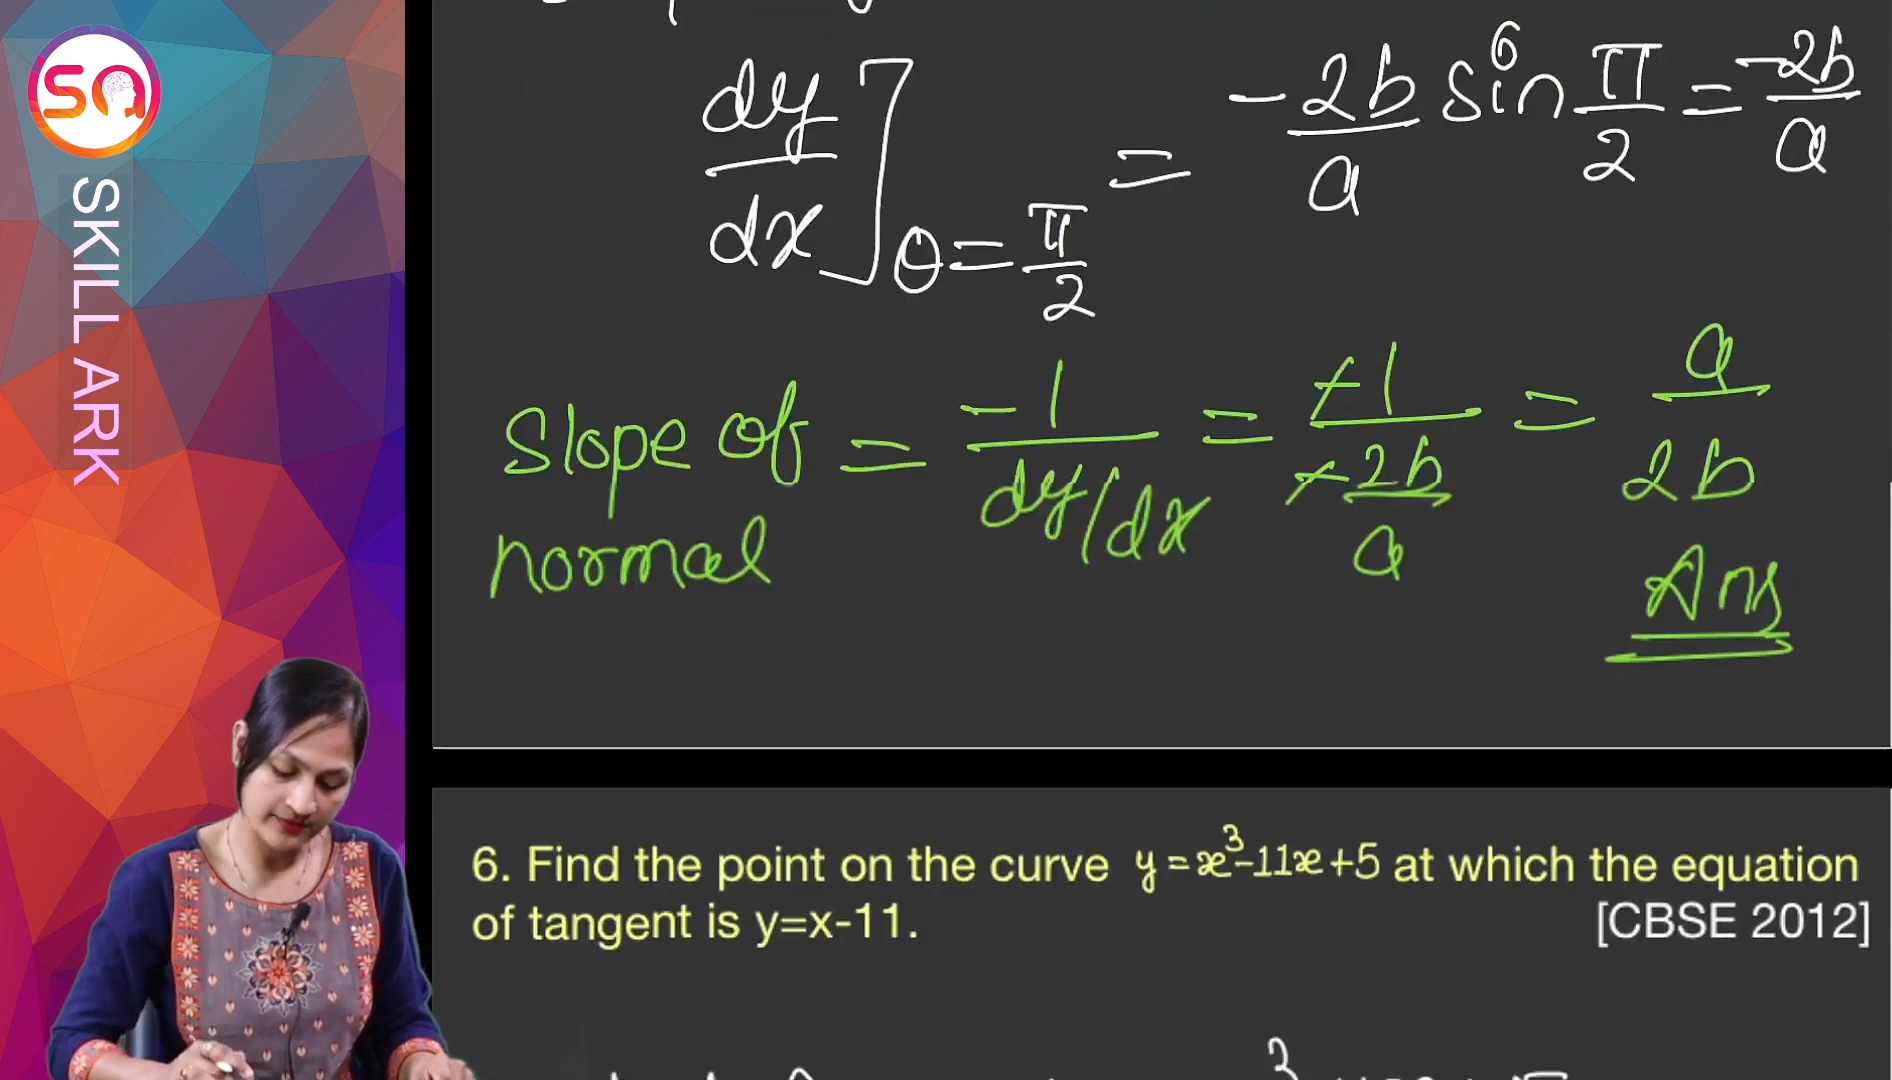 SKILL ARK
dy/dx]θ=π/2 = -2b/a sin^6 π/2 = -2b/a
Slope of normal = -1/(dy/dx) = -1/(-2b/a) = a/2b
Ans
6. Find the point on the curve y=x³-11x+5 at which the equation
of tangent is y=x-11. [CBSE 2012]